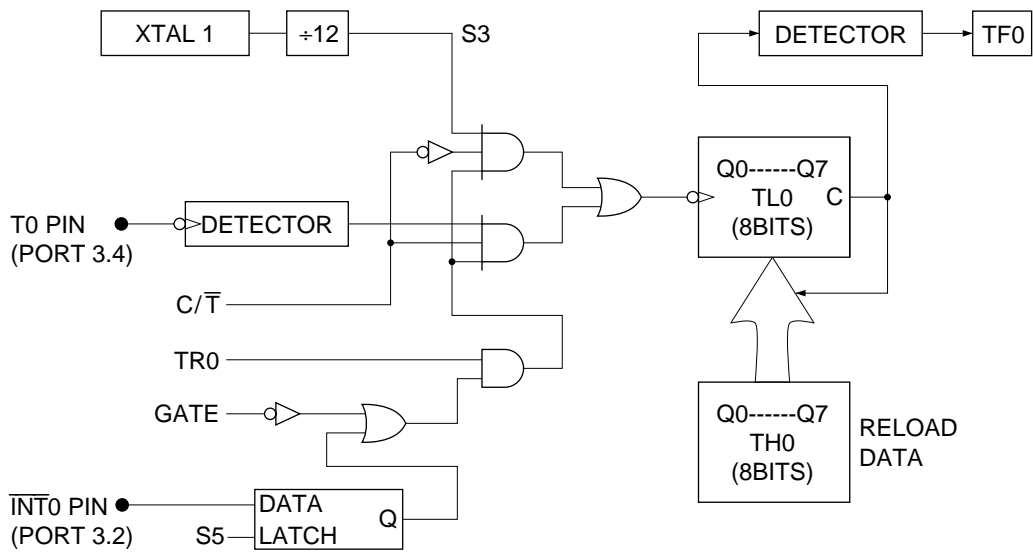 XTAL 1
÷12
S3
DETECTOR
TF0
T0 PIN
(PORT 3.4)
DETECTOR
Q0------Q7
TL0
(8BITS)
C
C/T̅
TR0
GATE
Q0------Q7
TH0
(8BITS)
RELOAD
DATA
I̅N̅T̅0 PIN
(PORT 3.2)
S5
DATA
LATCH
Q